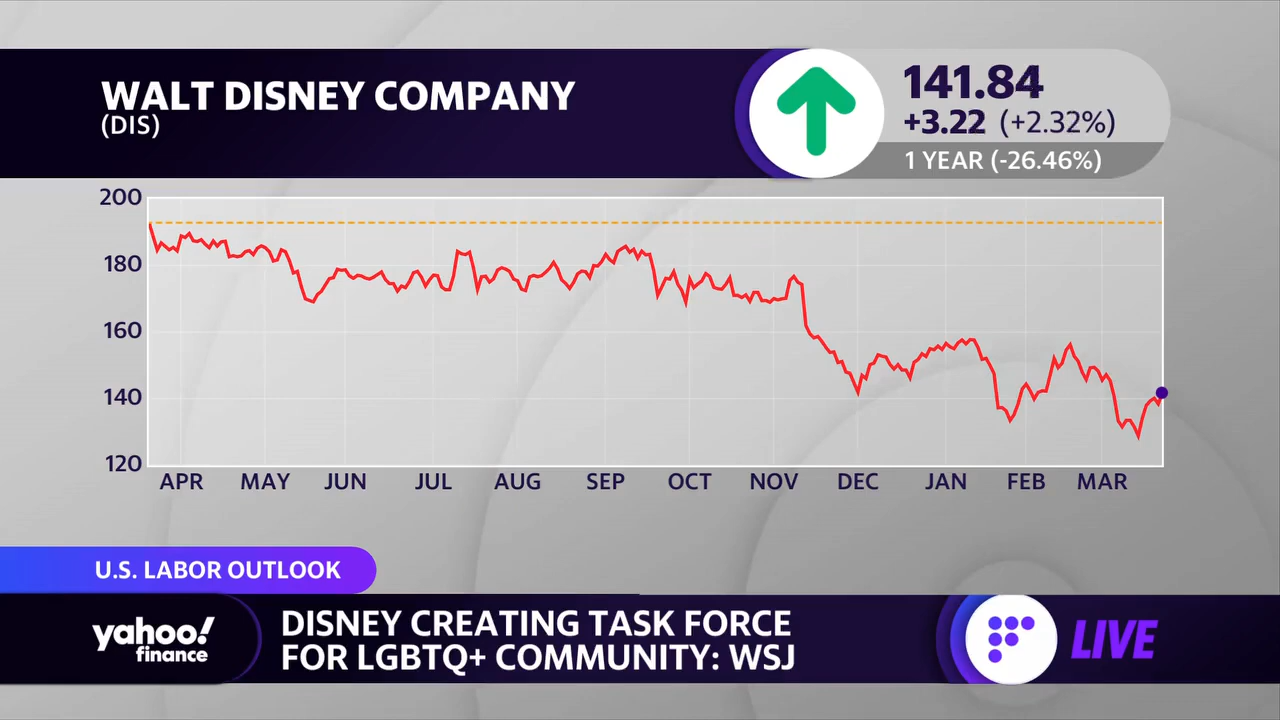 WALT DISNEY COMPANY
(DIS)
141.84
+3.22 (+2.32%)
1 YEAR (-26.46%)
200
180
160
140
120
APR MAY JUN JUL AUG SEP OCT NOV DEC JAN FEB MAR
U.S. LABOR OUTLOOK
yahoo!
finance
DISNEY CREATING TASK FORCE
FOR LGBTQ+ COMMUNITY: WSJ
LIVE